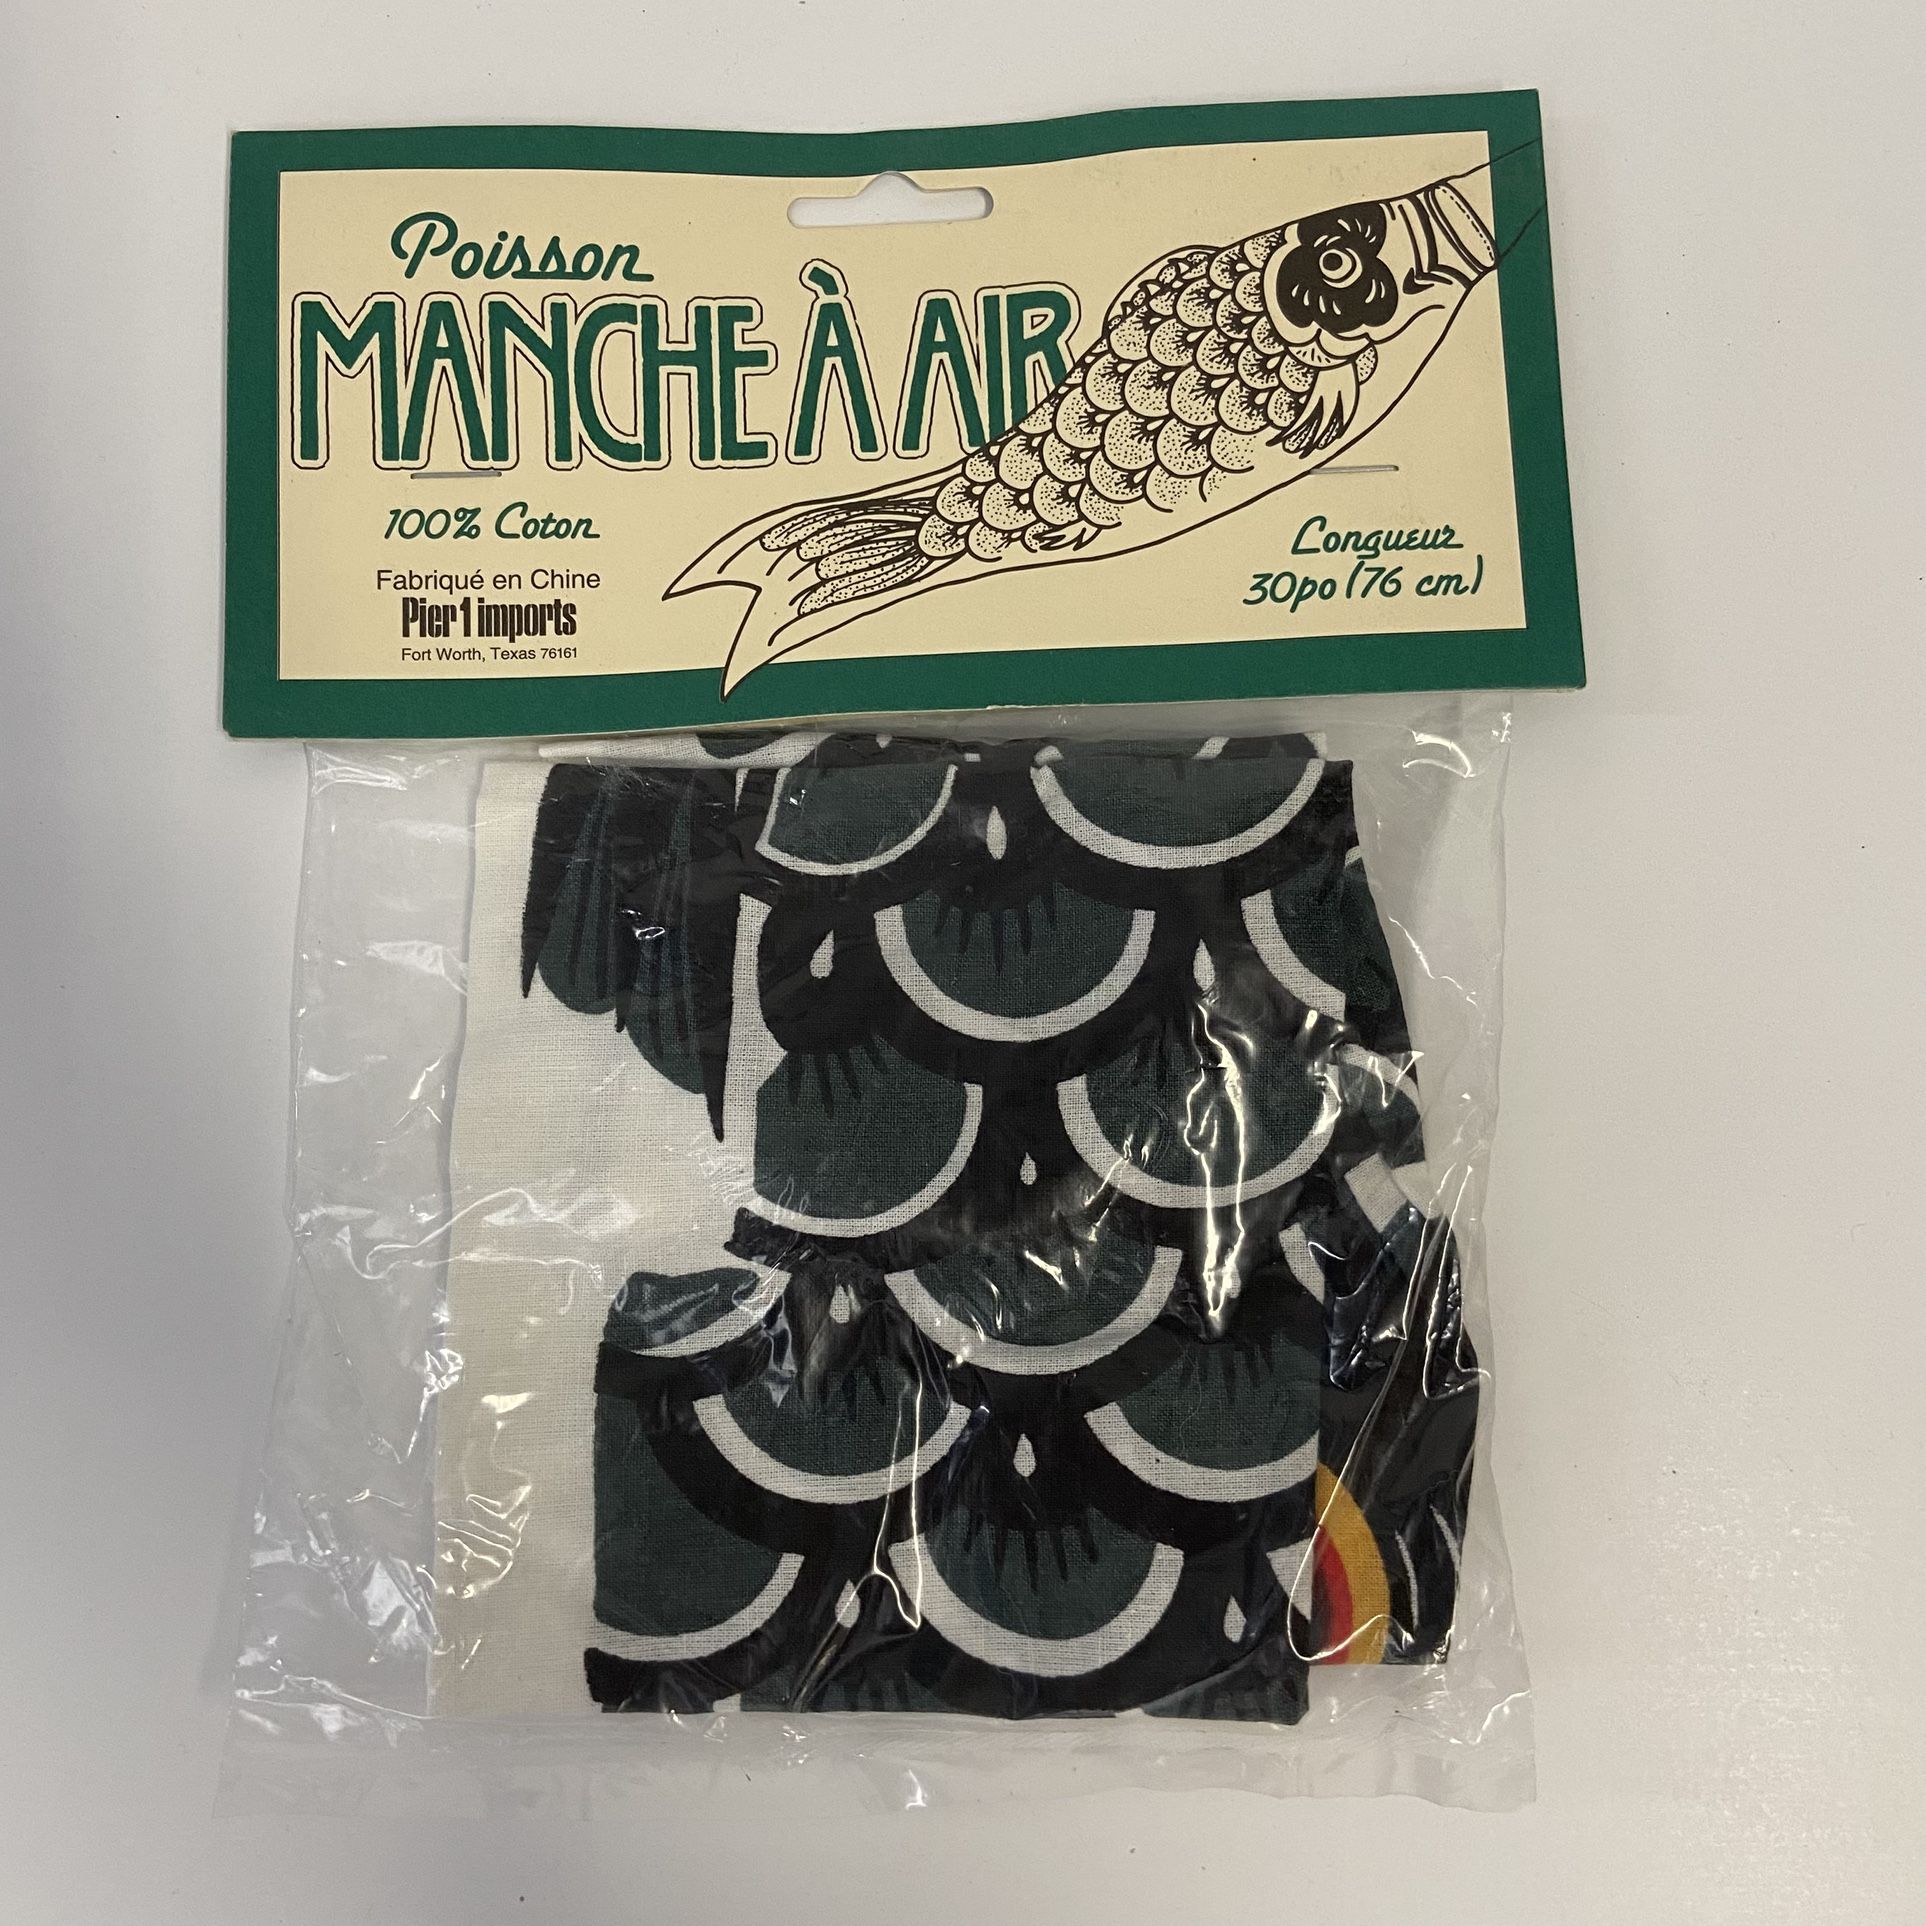 Poisson
MANCHE À AIR
100% Coton
Fabriqué en Chine
Pier 1 imports
Fort Worth, Texas 76161
Longueur
30po (76 cm)